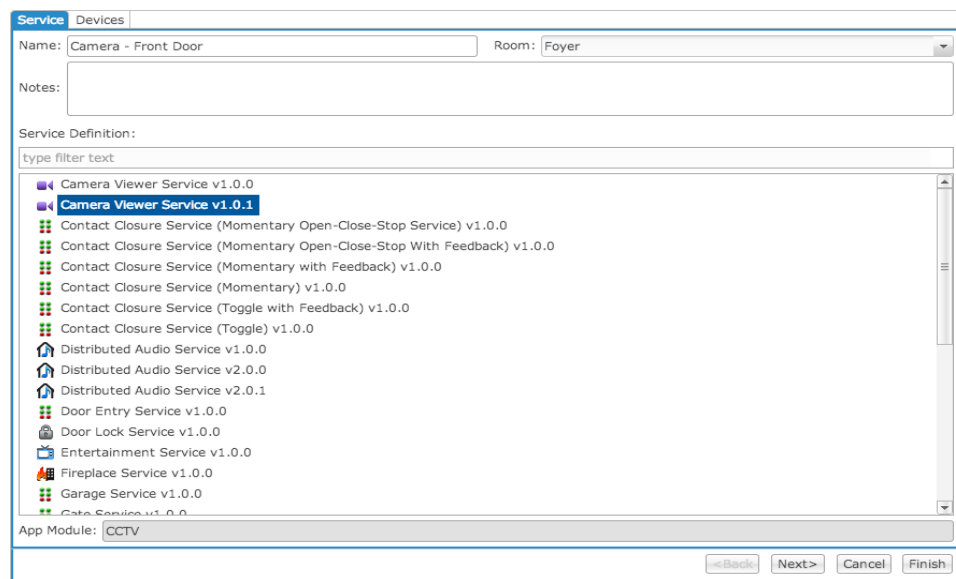 Service Devices
Name: Camera - Front Door Room: Foyer
Notes:
Service Definition:
type filter text
Camera Viewer Service v1.0.0
Camera Viewer Service v1.0.1
Contact Closure Service (Momentary Open-Close-Stop Service) v1.0.0
Contact Closure Service (Momentary Open-Close-Stop With Feedback) v1.0.0
Contact Closure Service (Momentary with Feedback) v1.0.0
Contact Closure Service (Momentary) v1.0.0
Contact Closure Service (Toggle with Feedback) v1.0.0
Contact Closure Service (Toggle) v1.0.0
Distributed Audio Service v1.0.0
Distributed Audio Service v2.0.0
Distributed Audio Service v2.0.1
Door Entry Service v1.0.0
Door Lock Service v1.0.0
Entertainment Service v1.0.0
Fireplace Service v1.0.0
Garage Service v1.0.0
Gate Service v1.0.0
App Module: CCTV
<Back Next> Cancel Finish